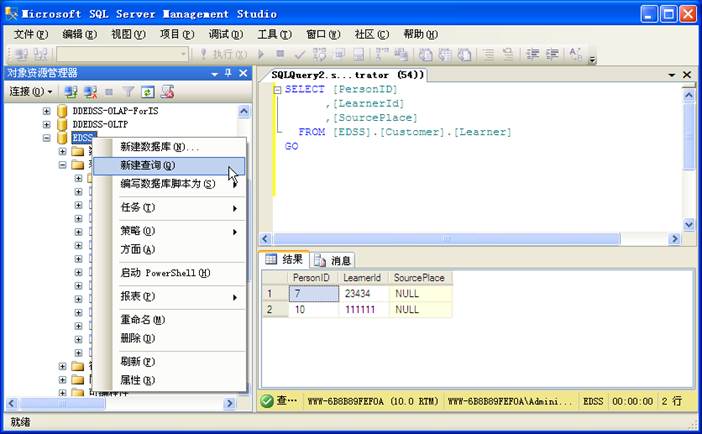 Microsoft SQL Server Management Studio
文件(F) 编辑(E) 视图(V) 项目(P) 调试(D) 工具(T) 窗口(W) 社区(C) 帮助(H)
执行(X)
对象资源管理器
连接(O)
DDEDSS-OLAP-ForIS
DDEDSS-OLTP
EDSS
新建数据库(N)...
新建查询(Q)
编写数据库脚本为(S)
任务(T)
策略(O)
方面(A)
启动 PowerShell(H)
报表(P)
重命名(M)
删除(D)
刷新(F)
属性(R)
可编程性
SQLQuery2.s...trator (54))
SELECT [PersonID]
,[LearnerId]
,[SourcePlace]
FROM [EDSS].[Customer].[Learner]
GO
结果 消息
PersonID LearnerId SourcePlace
1 7 23434 NULL
2 10 111111 NULL
查… WWW-6B8B89FEF0A (10.0 RTM) WWW-6B8B89FEF0A\Admini... EDSS 00:00:00 2 行
就绪